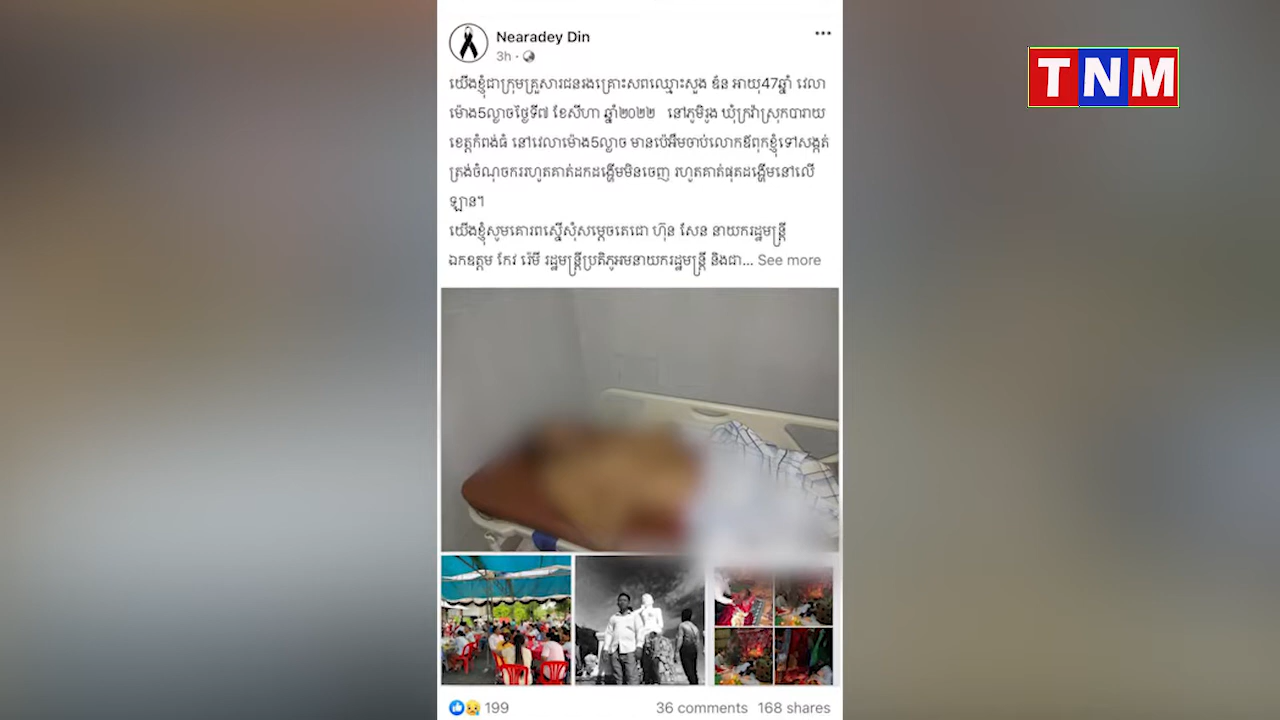 Nearadey Din
3h
TNM
យើងខ្ញុំជាក្រុមគ្រួសារជនរងគ្រោះសពឈ្មោះសួង ឌិន អាយុ47ឆ្នាំ វេលា
ម៉ោង5ល្ងាចថ្ងៃទី៧ ខែសីហា ឆ្នាំ២០២២ នៅភូមិរូង ឃុំក្រវ៉ាស្រុកបារាយ
ខេត្តកំពង់ធំ នៅវេលាម៉ោង5ល្ងាច មានប៉េអឹមចាប់លោកឪពុកខ្ញុំទៅសង្កត់
ត្រង់ចំណុចកររហូតគាត់ដកដង្ហើមមិនចេញ រហូតគាត់ផុតដង្ហើមនៅលើ
ឡាន។
យើងខ្ញុំសូមគោរពស្នើសុំសម្ដេចតេជោ ហ៊ុន សែន នាយករដ្ឋមន្ត្រី
ឯកឧត្ដម កែវ រ៉េមី រដ្ឋមន្ត្រីប្រតិភូអមនាយករដ្ឋមន្ត្រី និងជា... See more
199
36 comments 168 shares